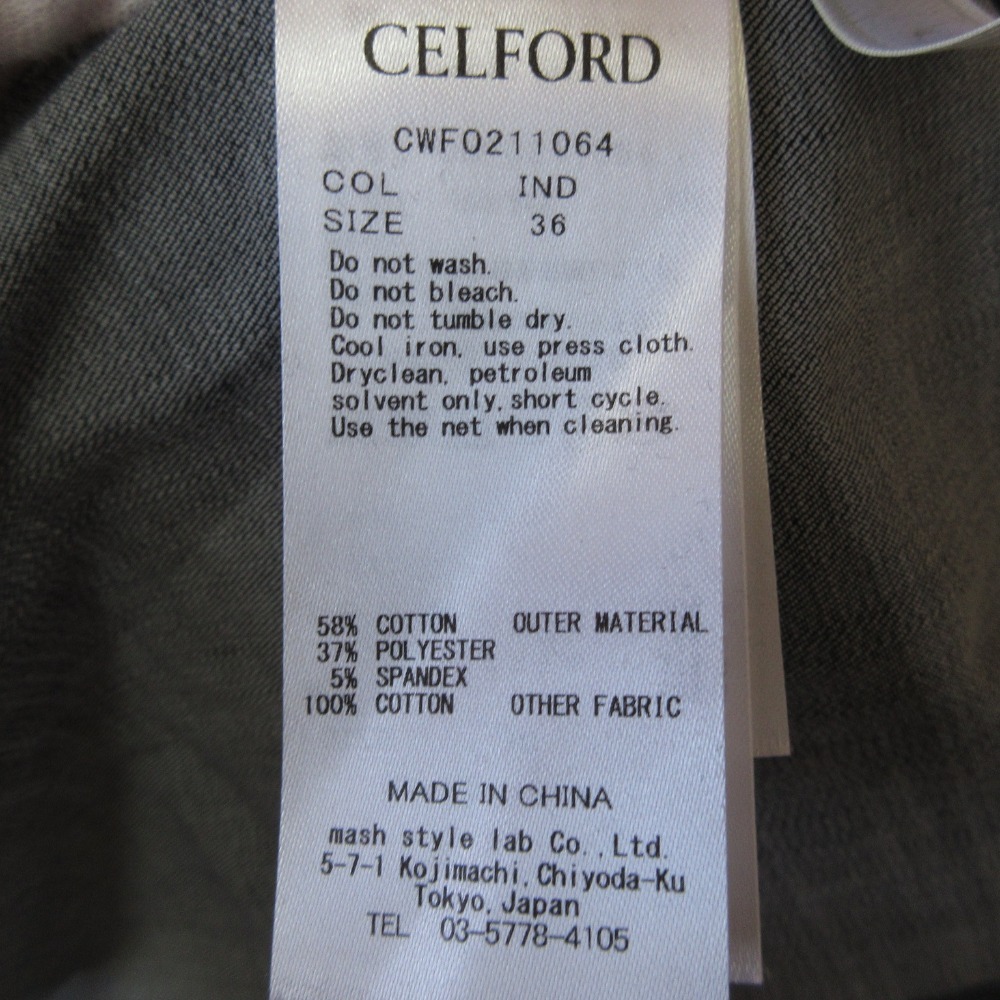 CELFORD
CWF0211064
COL IND
SIZE 36
Do not wash.
Do not bleach.
Do not tumble dry.
Cool iron, use press cloth.
Dryclean, petroleum
solvent only,short cycle.
Use the net when cleaning.
58% COTTON OUTER MATERIAL
37% POLYESTER
5% SPANDEX
100% COTTON OTHER FABRIC
MADE IN CHINA
mash style lab Co.,Ltd.
5-7-1 Kojimachi,Chiyoda-Ku
Tokyo,Japan
TEL 03-5778-4105